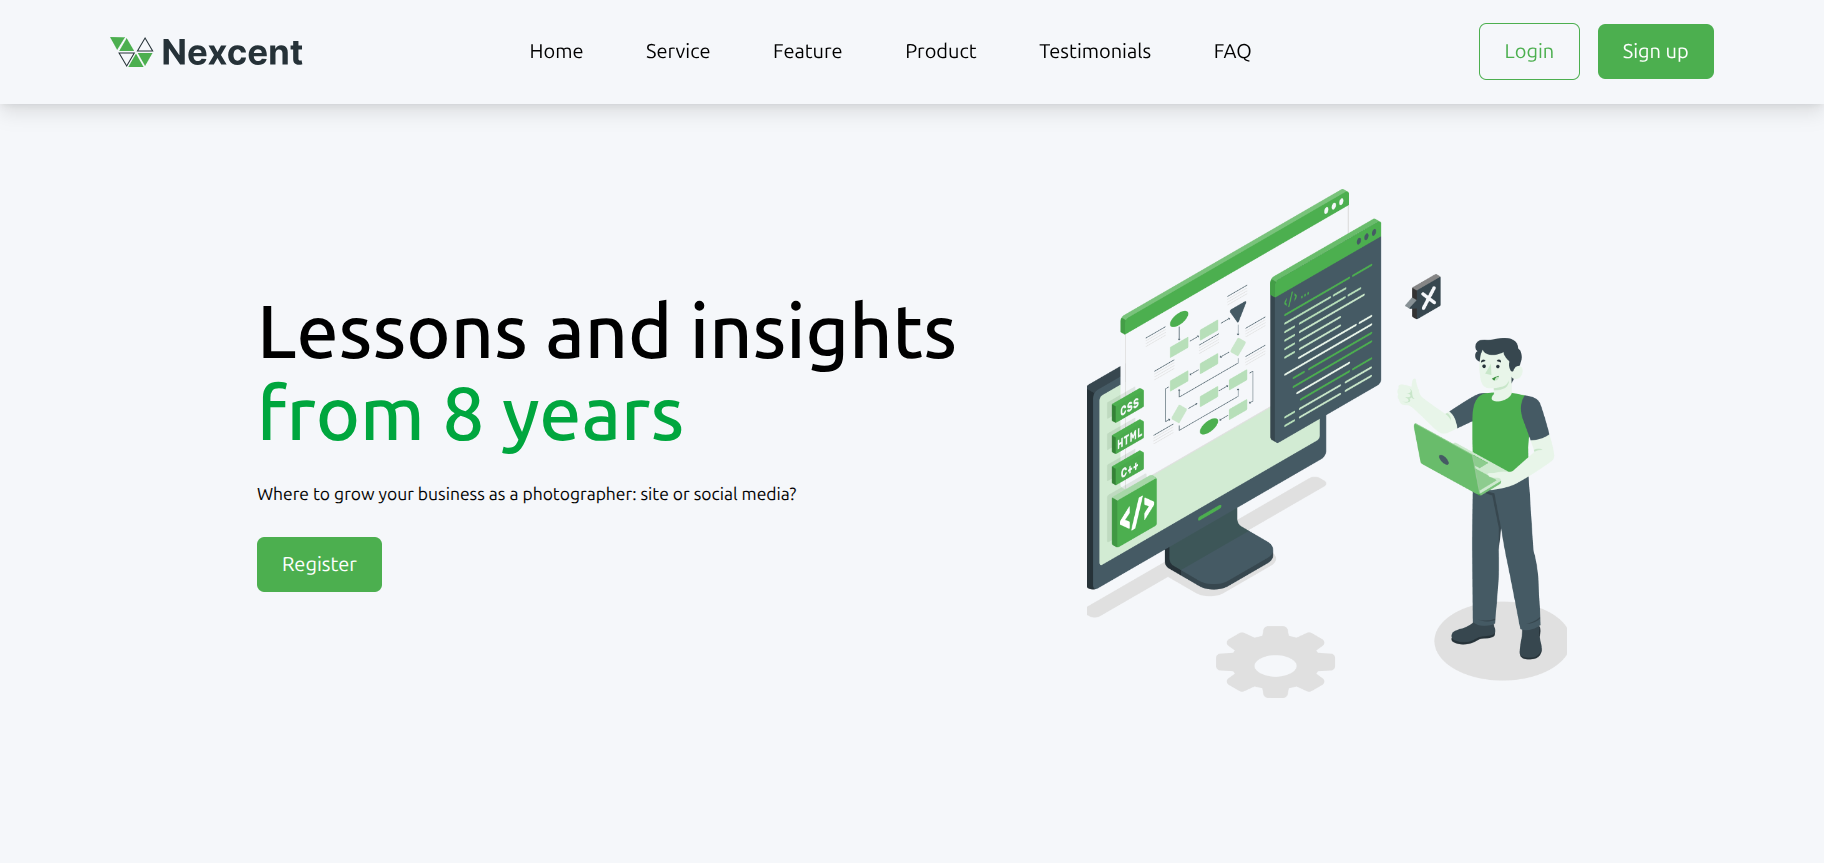 Nexcent
Home Service Feature Product Testimonials FAQ
Login Sign up
Lessons and insights
from 8 years
Where to grow your business as a photographer: site or social media?
Register
</> ...
X
CSS
HTML
C++
</>